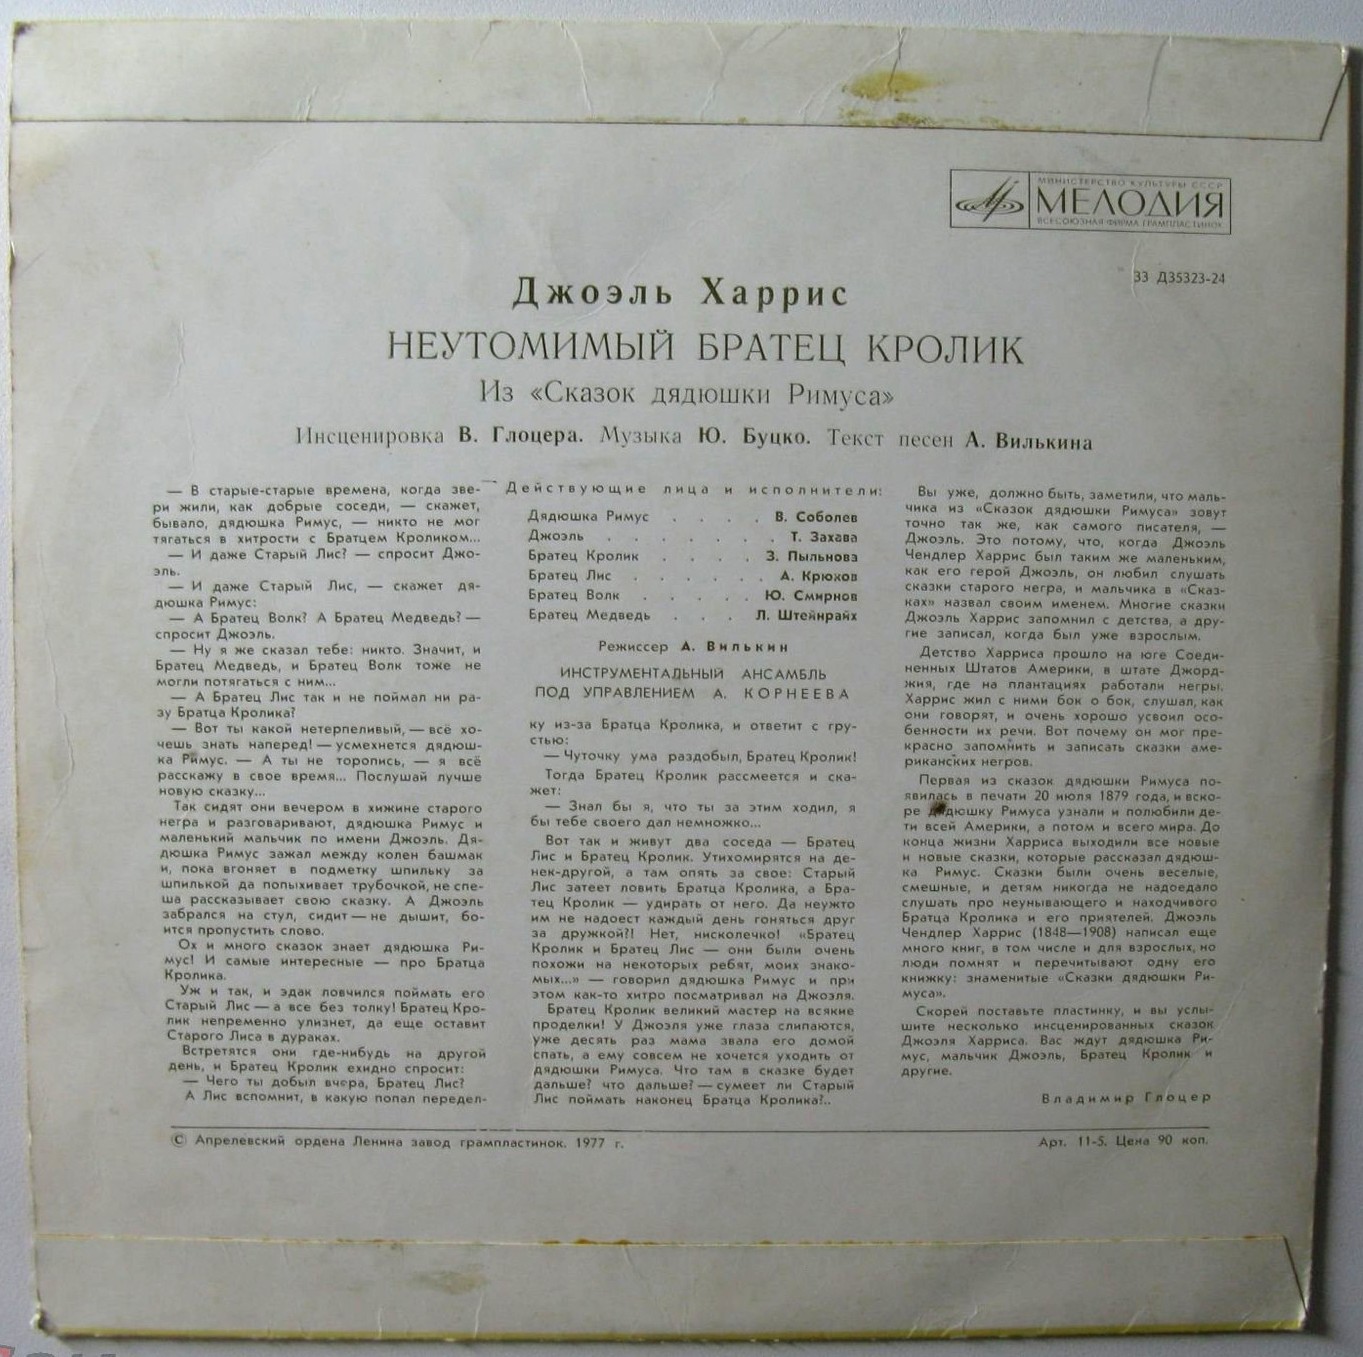 МИНИСТЕРСТВО КУЛЬТУРЫ СССР
МЕЛОДИЯ
ВСЕСОЮЗНАЯ ФИРМА ГРАМПЛАСТИНОК
33 Д35323-24
Джоэль Харрис
НЕУТОМИМЫЙ БРАТЕЦ КРОЛИК
Из «Сказок дядюшки Римуса»
Инсценировка В. Глоцера. Музыка Ю. Буцко. Текст песен А. Вилькина
— В старые-старые времена, когда зве-
ри жили, как добрые соседи, — скажет,
бывало, дядюшка Римус, — никто не мог
тягаться в хитрости с Братцем Кроликом...
— И даже Старый Лис? — спросит Джо-
эль.
— И даже Старый Лис, — скажет дя-
дюшка Римус:
— А Братец Волк? А Братец Медведь? —
спросит Джоэль.
— Ну я же сказал тебе: никто. Значит, и
Братец Медведь, и Братец Волк тоже не
могли потягаться с ним...
— А Братец Лис так и не поймал ни ра-
зу Братца Кролика?
— Вот ты какой нетерпеливый, — всё хо-
чешь знать наперед! — усмехнется дядюш-
ка Римус. — А ты не торопись, — я всё
расскажу в свое время... Послушай лучше
новую сказку...
Так сидят они вечером в хижине старого
негра и разговаривают, дядюшка Римус и
маленький мальчик по имени Джоэль. Дя-
дюшка Римус зажал между колен башмак
и, пока вгоняет в подметку шпильку за
шпилькой да попыхивает трубочкой, не спе-
ша рассказывает свою сказку. А Джоэль
забрался на стул, сидит — не дышит, бо-
ится пропустить слово.
Ох и много сказок знает дядюшка Ри-
мус! И самые интересные — про Братца
Кролика.
Уж и так, и эдак ловчился поймать его
Старый Лис — а все без толку! Братец Кро-
лик непременно улизнет, да еще оставит
Старого Лиса в дураках.
Встретятся они где-нибудь на другой
день, и Братец Кролик ехидно спросит:
— Чего ты добыл вчера, Братец Лис?
А Лис вспомнит, в какую попал передел-
Действующие лица и исполнители:
Дядюшка Римус . . . . В. Соболев
Джоэль . . . . . . . Т. Захава
Братец Кролик . . . . З. Пыльнова
Братец Лис . . . . . . А. Крюков
Братец Волк . . . . . Ю. Смирнов
Братец Медведь . . . Л. Штейнрайх
Режиссер А. Вилькин
ИНСТРУМЕНТАЛЬНЫЙ АНСАМБЛЬ
ПОД УПРАВЛЕНИЕМ А. КОРНЕЕВА
ку из-за Братца Кролика, и ответит с гру-
стью:
— Чуточку ума раздобыл, Братец Кролик!
Тогда Братец Кролик рассмеется и ска-
жет:
— Знал бы я, что ты за этим ходил, я
бы тебе своего дал немножко...
Вот так и живут два соседа — Братец
Лис и Братец Кролик. Утихомирятся на де-
нек-другой, а там опять за свое: Старый
Лис затеет ловить Братца Кролика, а Бра-
тец Кролик — удирать от него. Да неужто
им не надоест каждый день гоняться друг
за дружкой?! Нет, нисколечко! «Братец
Кролик и Братец Лис — они были очень
похожи на некоторых ребят, моих знако-
мых...» — говорил дядюшка Римус и при
этом как-то хитро посматривал на Джоэля.
Братец Кролик великий мастер на всякие
проделки! У Джоэля уже глаза слипаются,
уже десять раз мама звала его домой
спать, а ему совсем не хочется уходить от
дядюшки Римуса. Что там в сказке будет
дальше? что дальше? — сумеет ли Старый
Лис поймать наконец Братца Кролика?..
Вы уже, должно быть, заметили, что маль-
чика из «Сказок дядюшки Римуса» зовут
точно так же, как самого писателя, —
Джоэль. Это потому, что, когда Джоэль
Чендлер Харрис был таким же маленьким,
как его герой Джоэль, он любил слушать
сказки старого негра, и мальчика в «Сказ-
ках» назвал своим именем. Многие сказки
Джоэль Харрис запомнил с детства, а дру-
гие записал, когда был уже взрослым.
Детство Харриса прошло на юге Соеди-
ненных Штатов Америки, в штате Джорд-
жия, где на плантациях работали негры.
Харрис жил с ними бок о бок, слушал, как
они говорят, и очень хорошо усвоил осо-
бенности их речи. Вот почему он мог пре-
красно запомнить и записать сказки аме-
риканских негров.
Первая из сказок дядюшки Римуса по-
явилась в печати 20 июля 1879 года, и вско-
ре дядюшку Римуса узнали и полюбили де-
ти всей Америки, а потом и всего мира. До
конца жизни Харриса выходили все новые
и новые сказки, которые рассказал дядюш-
ка Римус. Сказки были очень веселые,
смешные, и детям никогда не надоедало
слушать про неунывающего и находчивого
Братца Кролика и его приятелей. Джоэль
Чендлер Харрис (1848—1908) написал еще
много книг, в том числе и для взрослых, но
люди помнят и перечитывают одну его
книжку: знаменитые «Сказки дядюшки Ри-
муса».
Скорей поставьте пластинку, и вы услы-
шите несколько инсценированных сказок
Джоэля Харриса. Вас ждут дядюшка Ри-
мус, мальчик Джоэль, Братец Кролик и
другие.
Владимир Глоцер
© Апрелевский ордена Ленина завод грампластинок. 1977 г.
Арт. 11-5. Цена 90 коп.